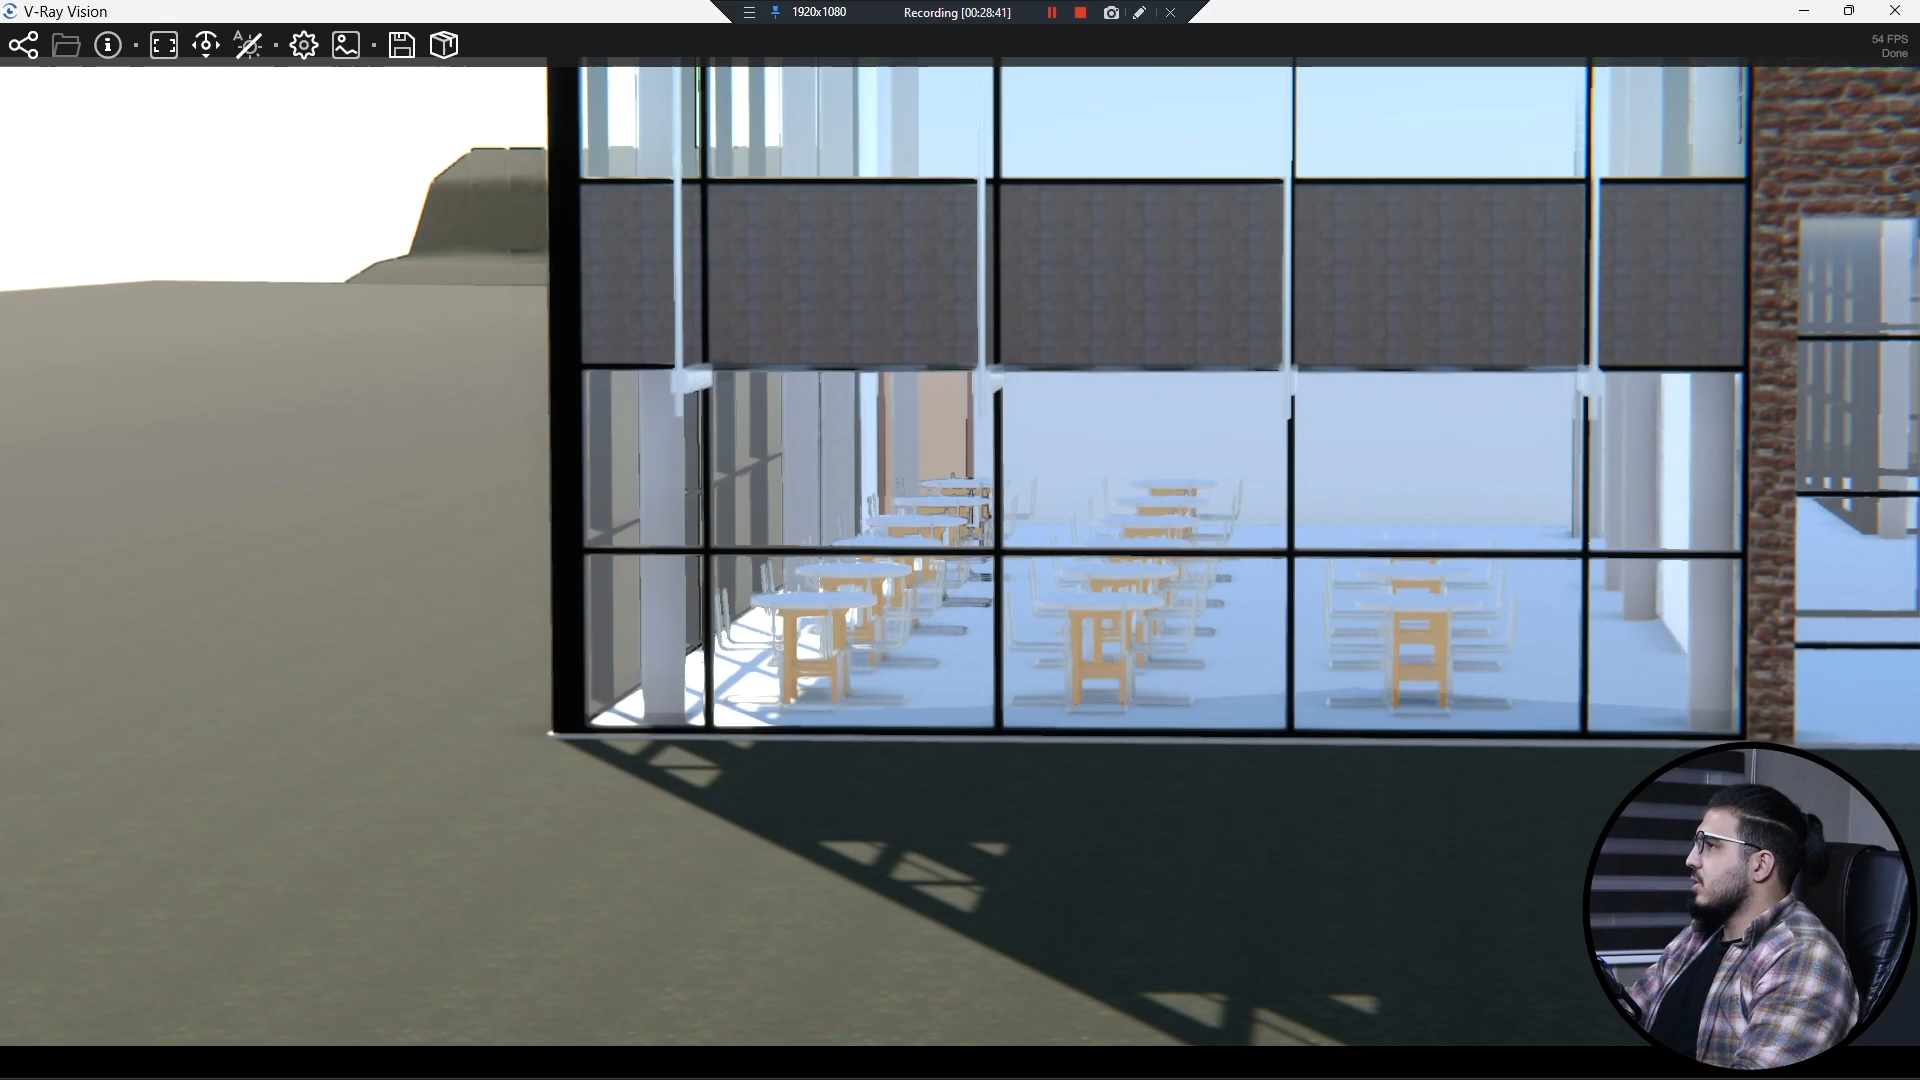 V-Ray Vision
1920x1080
Recording [00:28:41]
54 FPS
Done